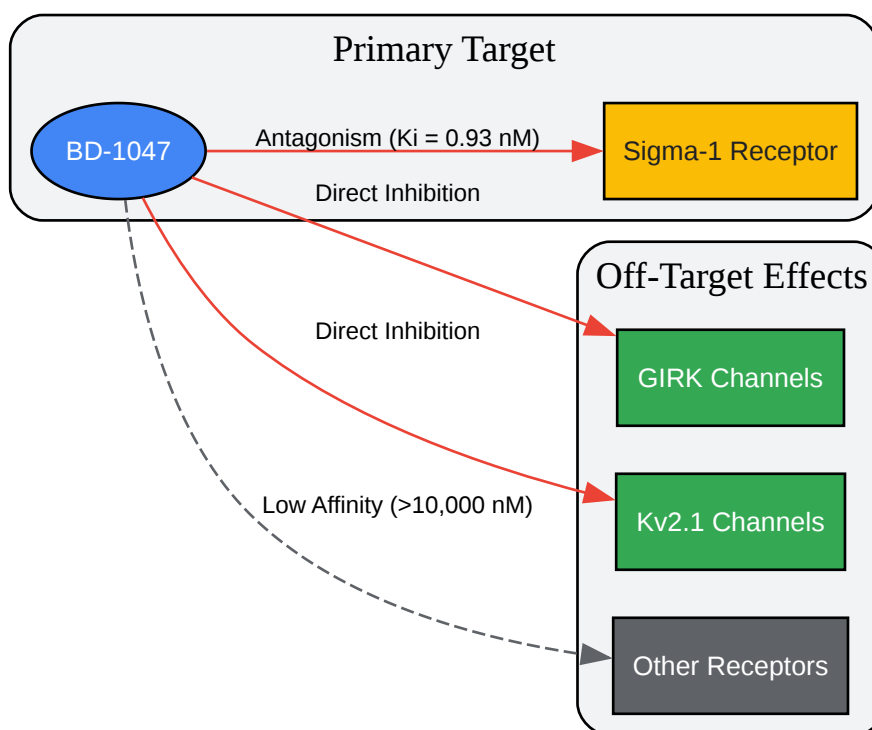 Primary Target
BD-1047
Antagonism (Ki = 0.93 nM)
Sigma-1 Receptor
Direct Inhibition
Off-Target Effects
Direct Inhibition
GIRK Channels
Low Affinity (>10,000 nM)
Kv2.1 Channels
Other Receptors